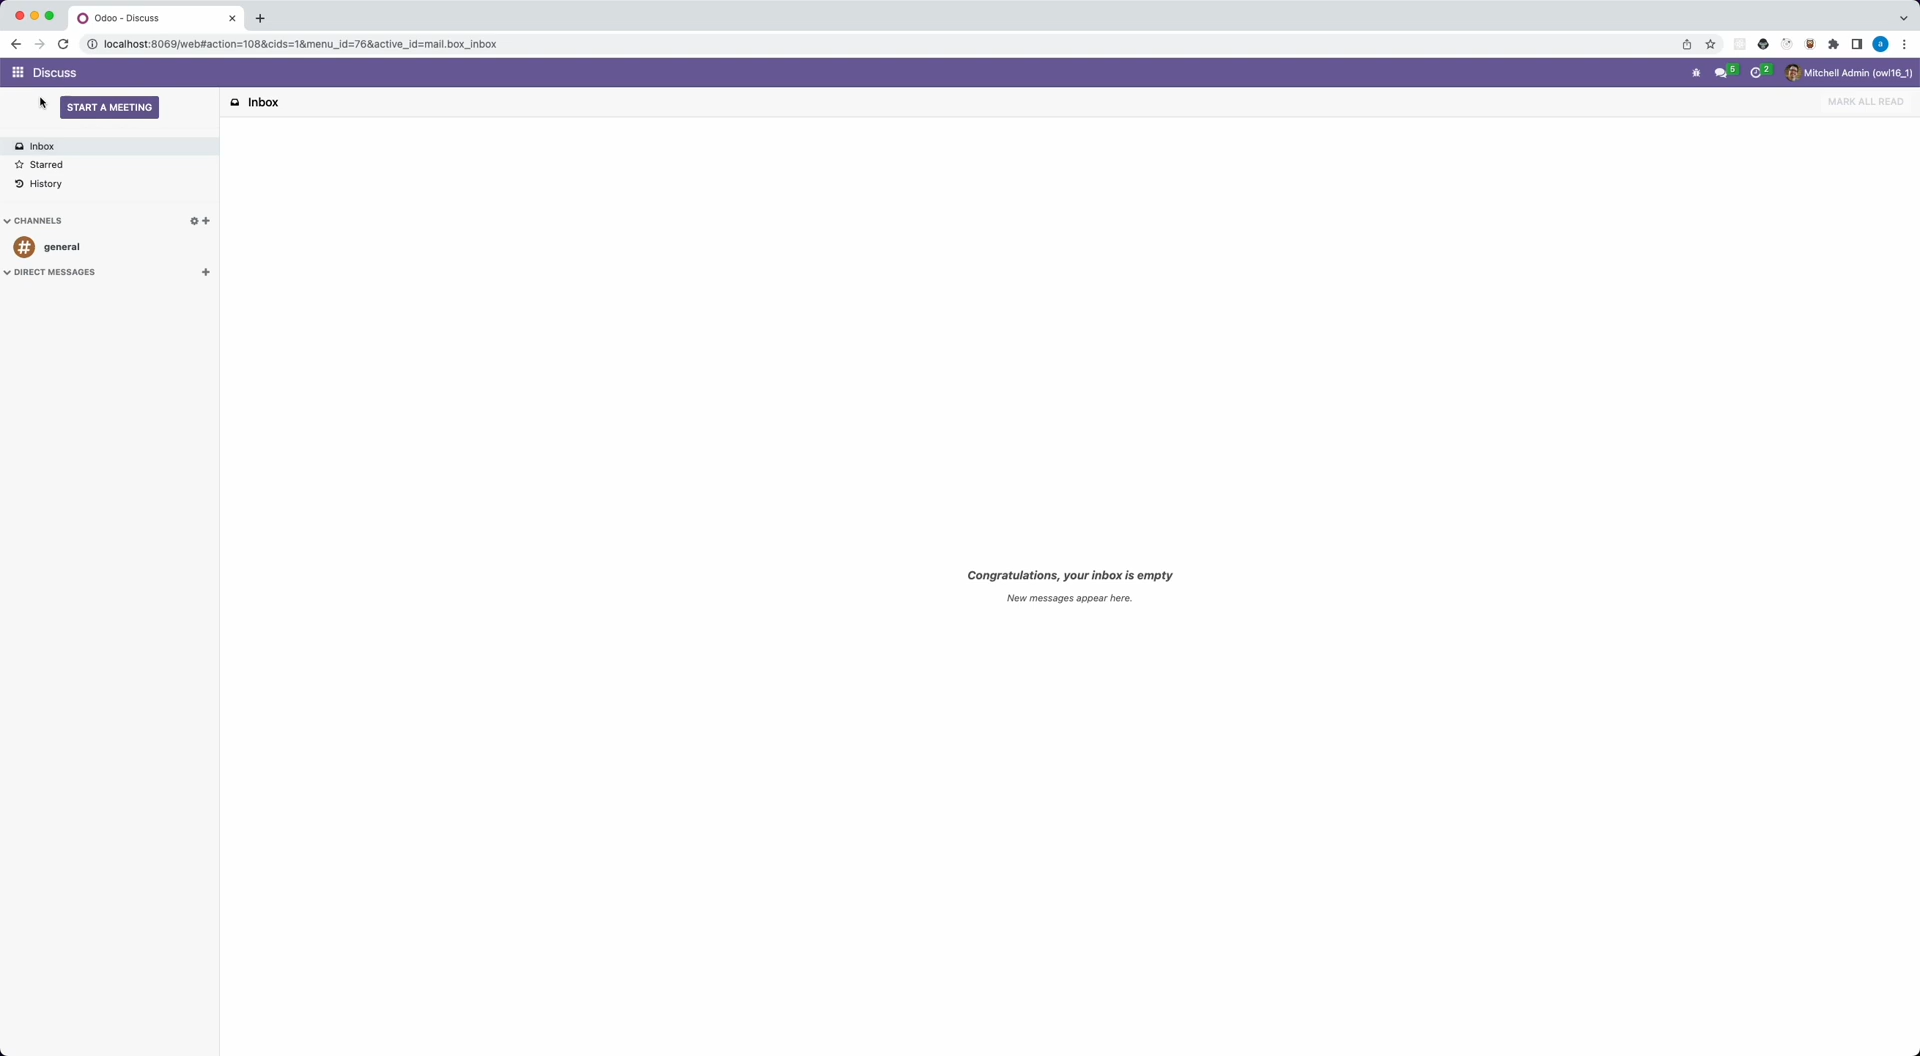 Odoo - Discuss
localhost:8069/web#action=108&cids=1&menu_id=76&active_id=mail.box_inbox
a
Discuss
5
2
Mitchell Admin (owl16_1)
START A MEETING
Inbox
MARK ALL READ
Inbox
Starred
History
CHANNELS
general
DIRECT MESSAGES
Congratulations, your inbox is empty
New messages appear here.